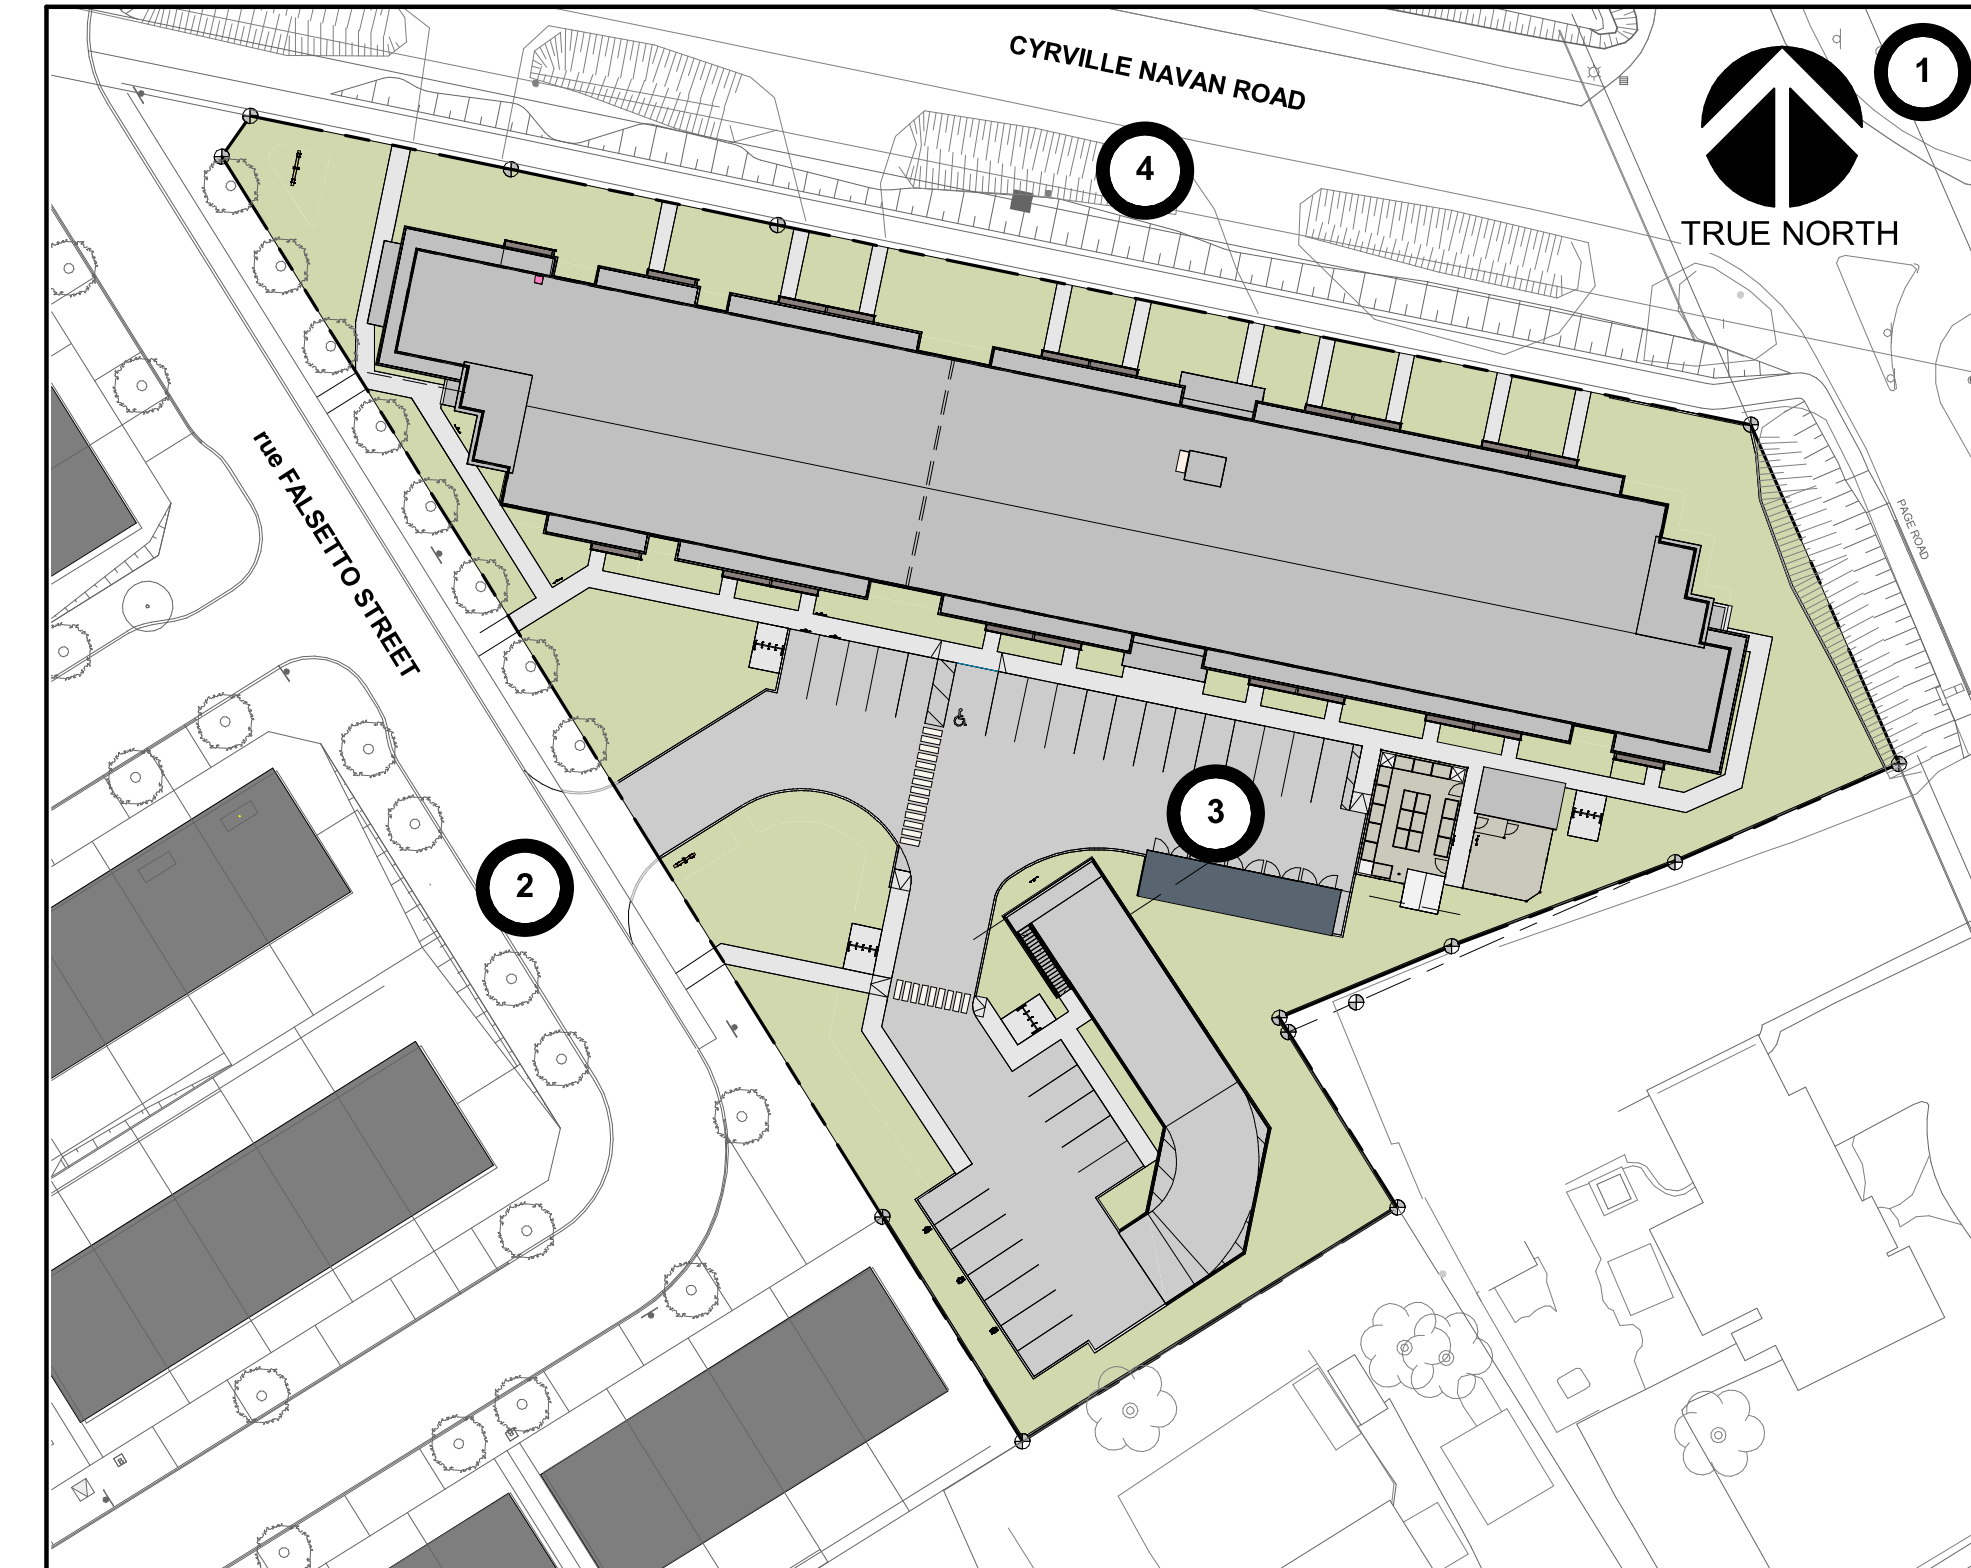 CYRVILLE NAVAN ROAD
1
4
TRUE NORTH
rue FALSETTO STREET
PAGE ROAD
3
2